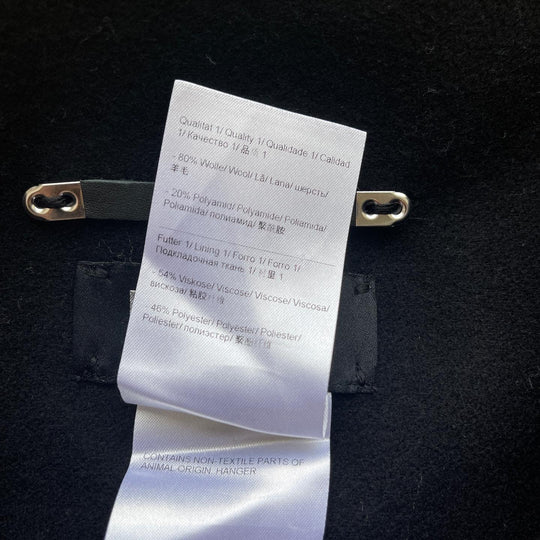 Qualität 1/ Quality 1/ Qualidade 1/ Calidad
1/ Качество 1/ 品质 1
- 80% Wolle/ Wool/ Lã/ Lana/ шерсть/
羊毛
- 20% Polyamid/ Polyamide/ Poliamida/
Poliamida/ полиамид/ 聚酰胺
Futter 1/ Lining 1/ Forro 1/ Forro 1/
Подкладочная ткань 1/ 衬里 1
- 54% Viskose/ Viscose/ Viscose/ Viscosa/
вискоза/ 粘胶纤维
- 46% Polyester/ Polyester/ Poliester/
Poliester/ полиэстер/ 聚酯纤维
CONTAINS NON-TEXTILE PARTS OF
ANIMAL ORIGIN. HANGER